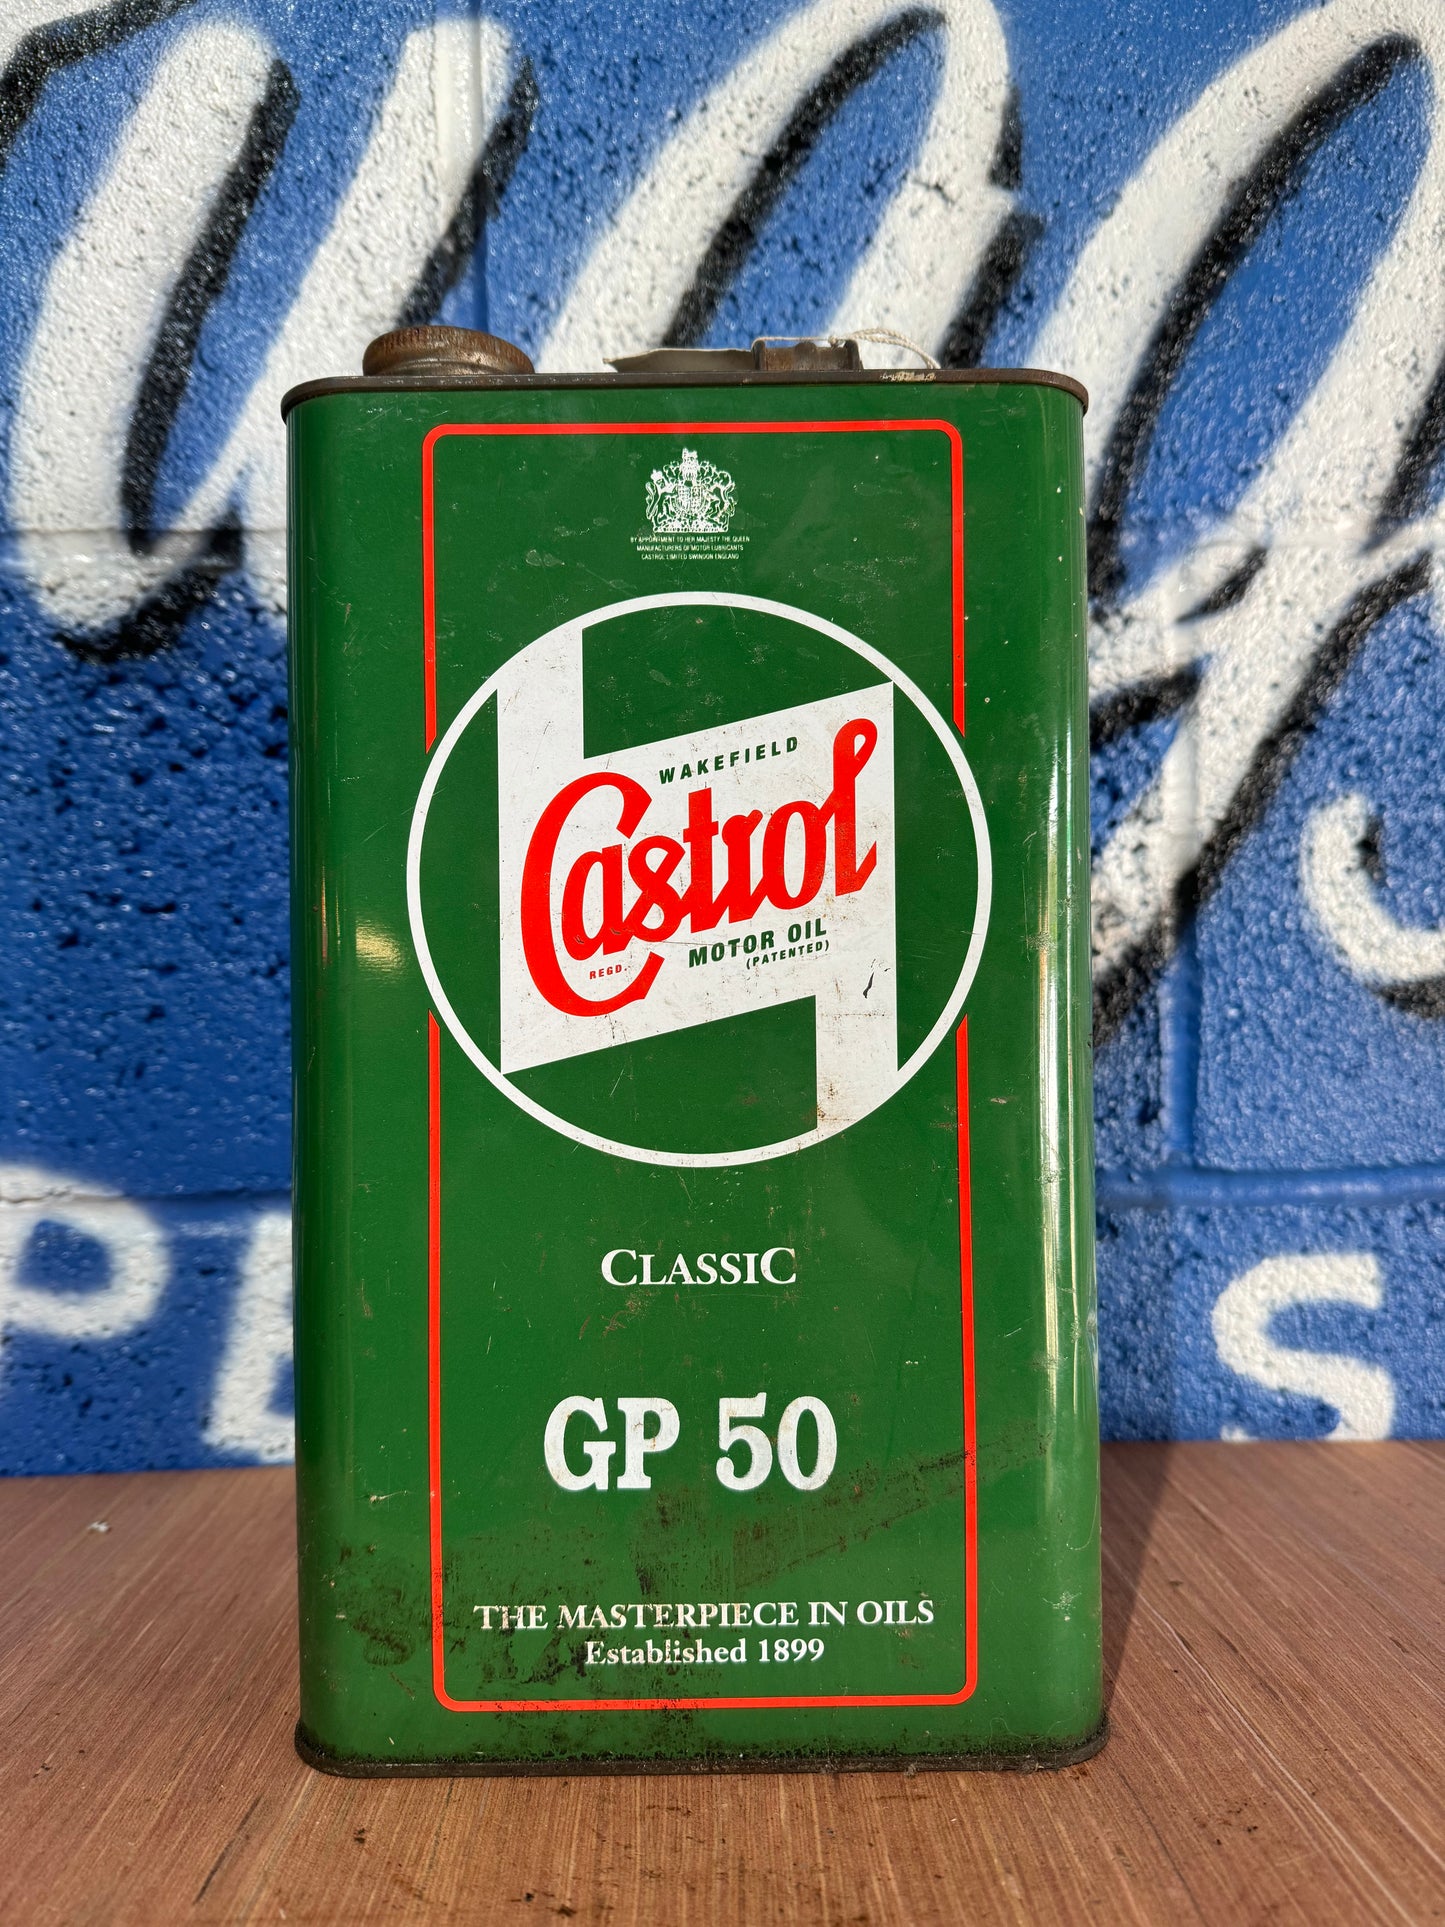 BY APPOINTMENT TO HER MAJESTY THE QUEEN
MANUFACTURERS OF MOTOR LUBRICANTS
CASTROL LIMITED SWINDON ENGLAND
WAKEFIELD
Castrol
REGD.
MOTOR OIL
(PATENTED)
CLASSIC
GP 50
THE MASTERPIECE IN OILS
Established 1899